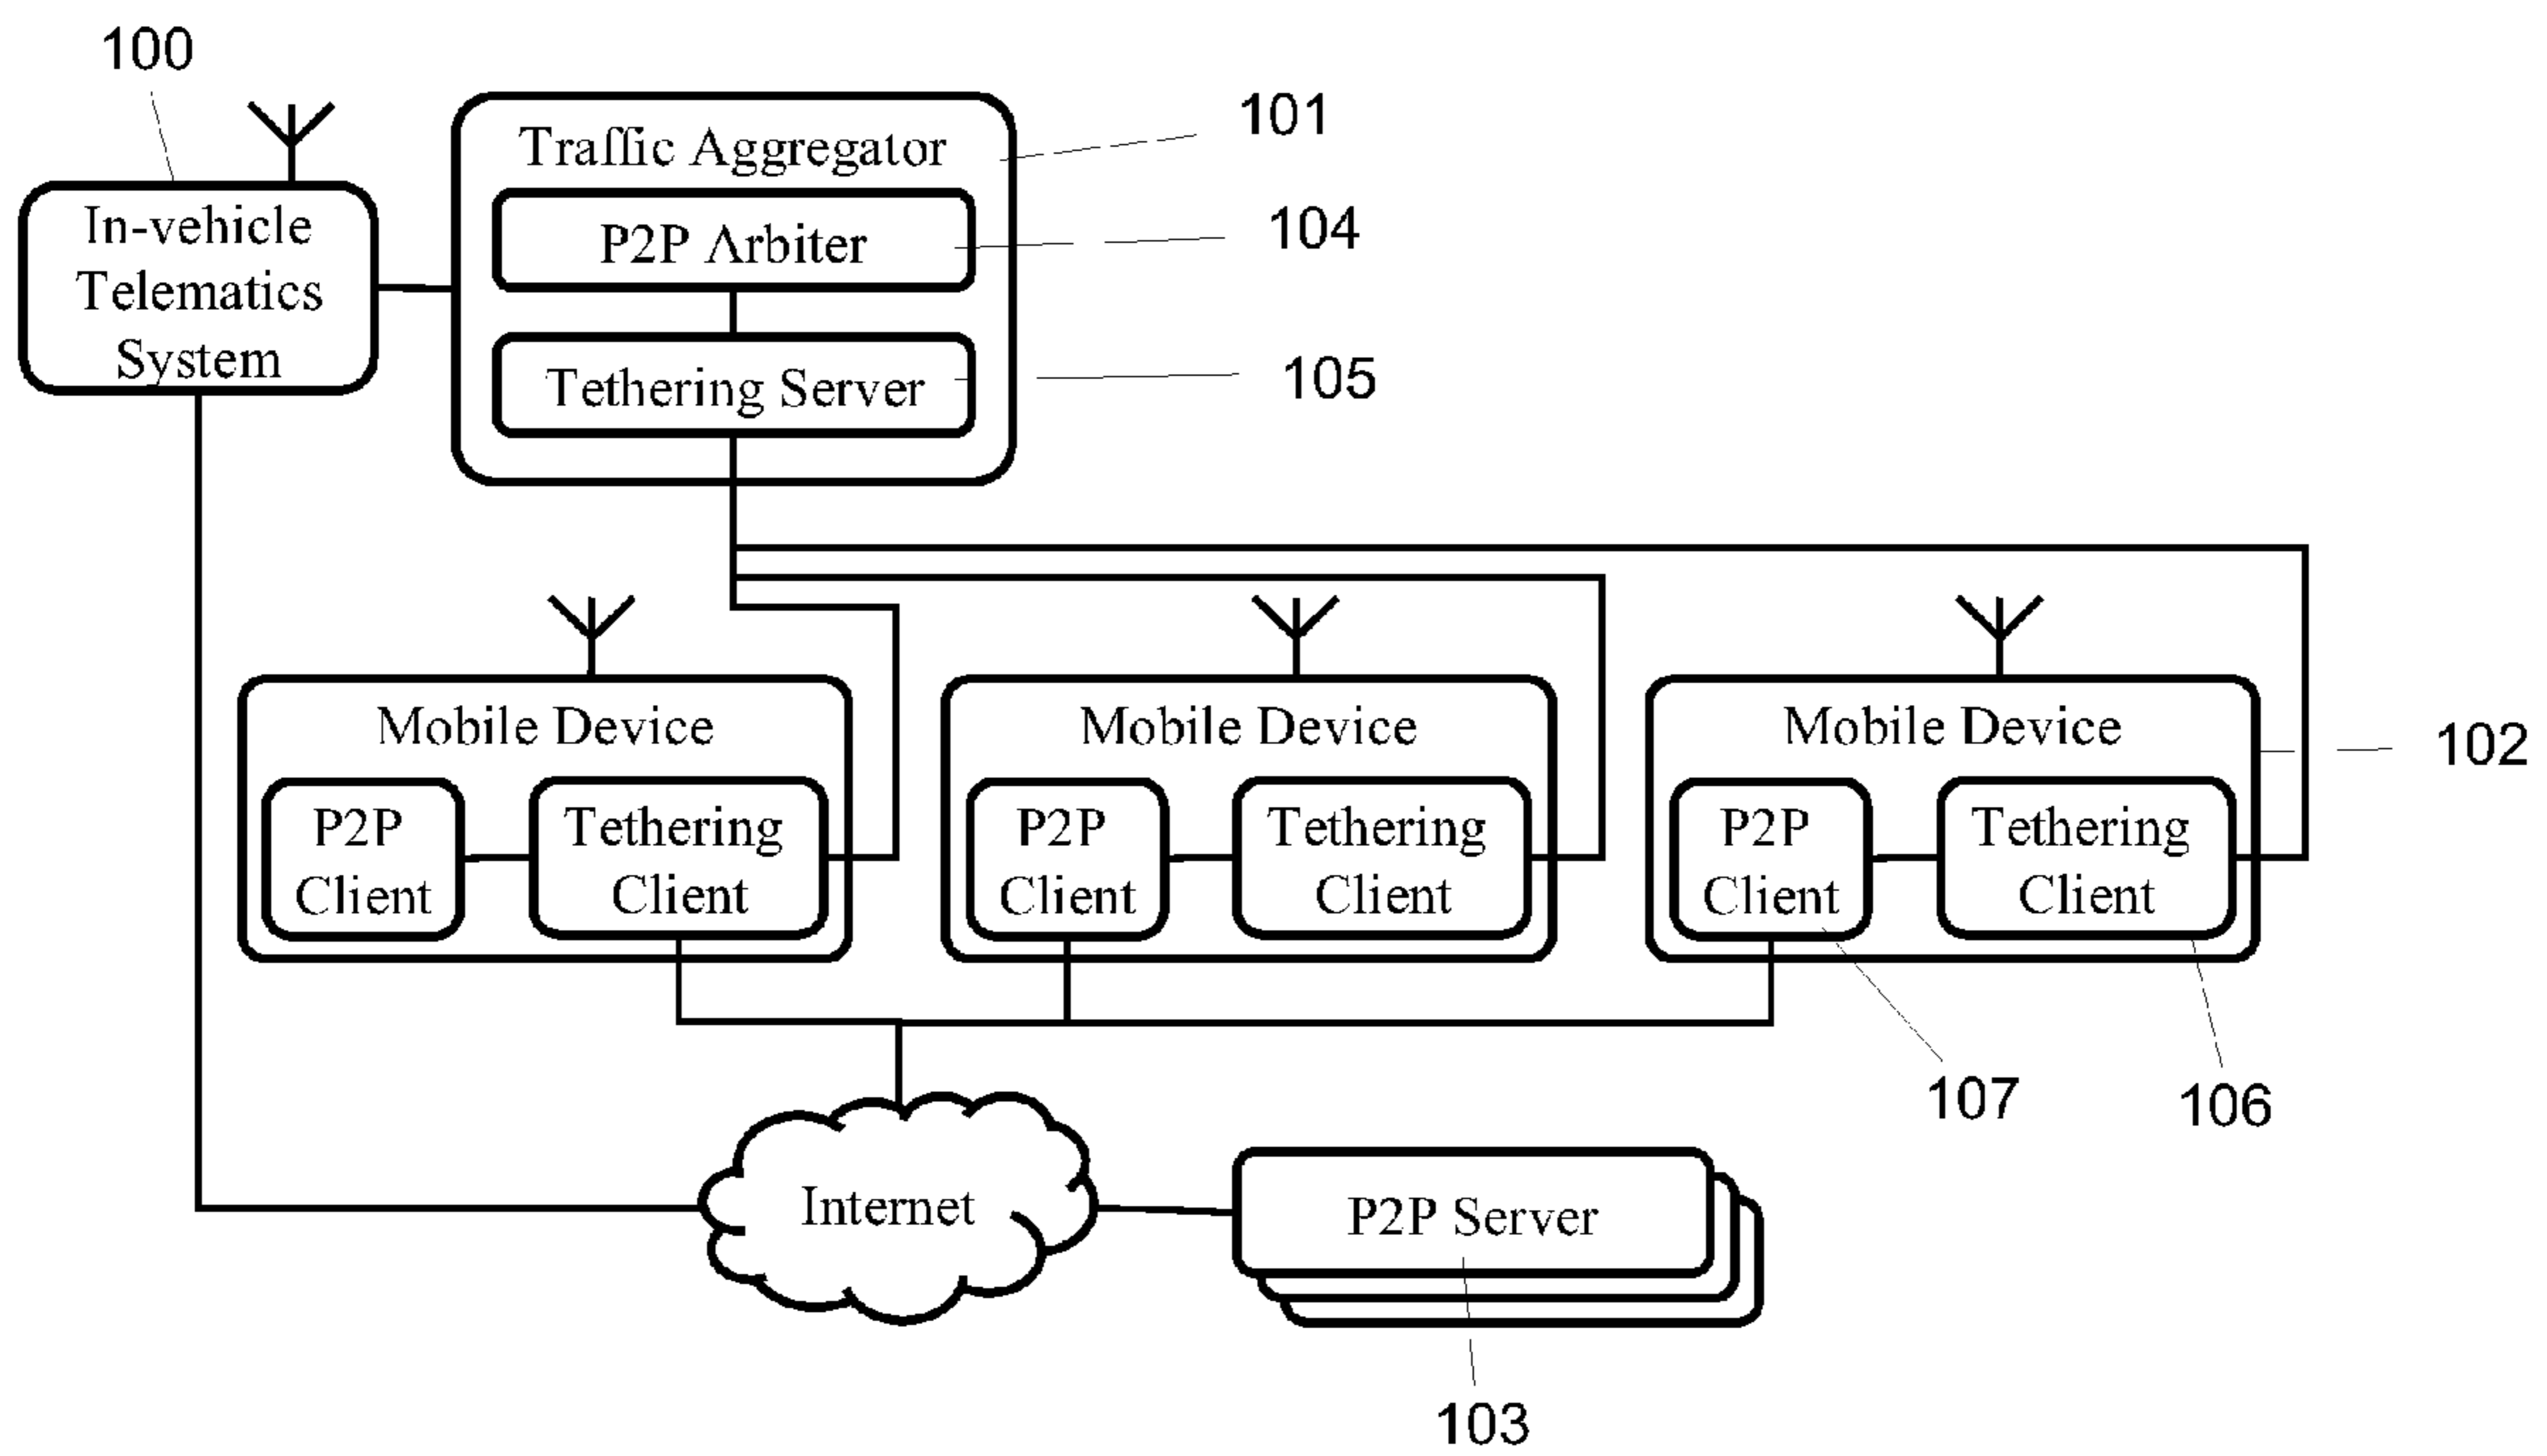 100
In-vehicle
Telematics
System
Traffic Aggregator
101
P2P Arbiter
104
Tethering Server
105
Mobile Device
P2P
Client
Tethering
Client
Mobile Device
P2P
Client
Tethering
Client
Mobile Device
102
P2P
Client
Tethering
Client
107
106
Internet
P2P Server
103